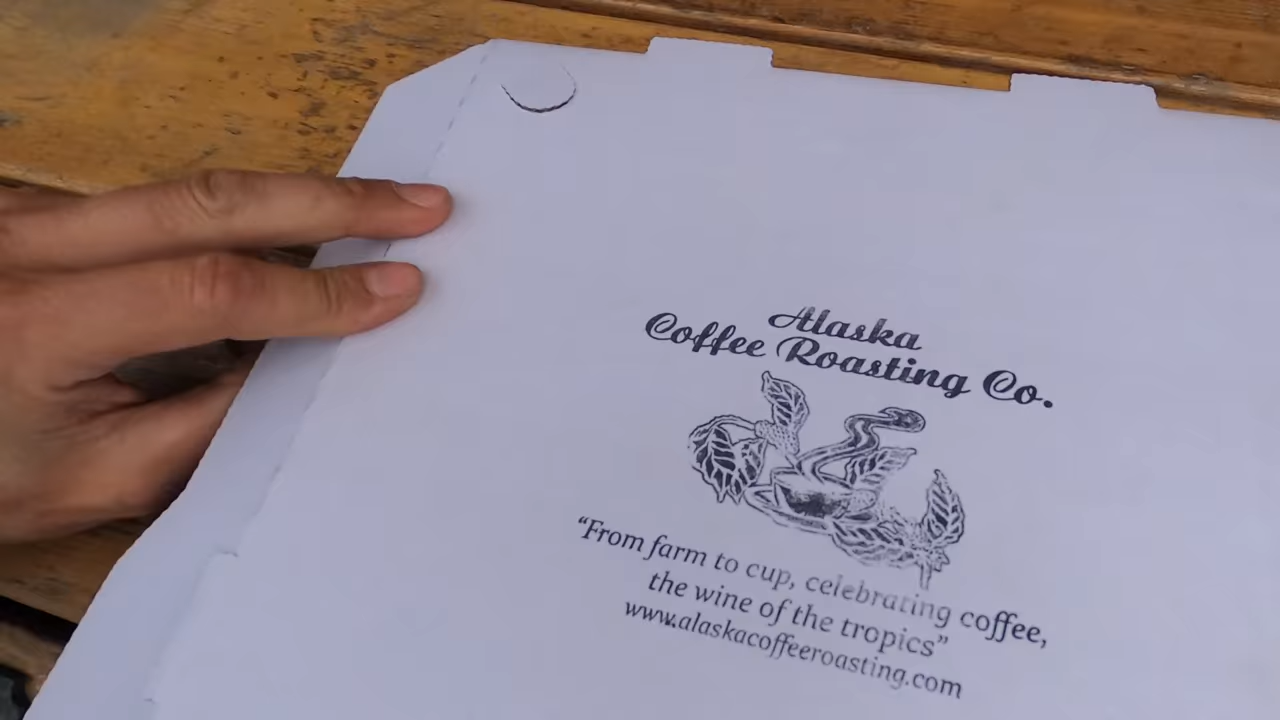 Alaska
Coffee Roasting Co.
“From farm to cup, celebrating coffee,
the wine of the tropics”
www.alaskacoffeeroasting.com